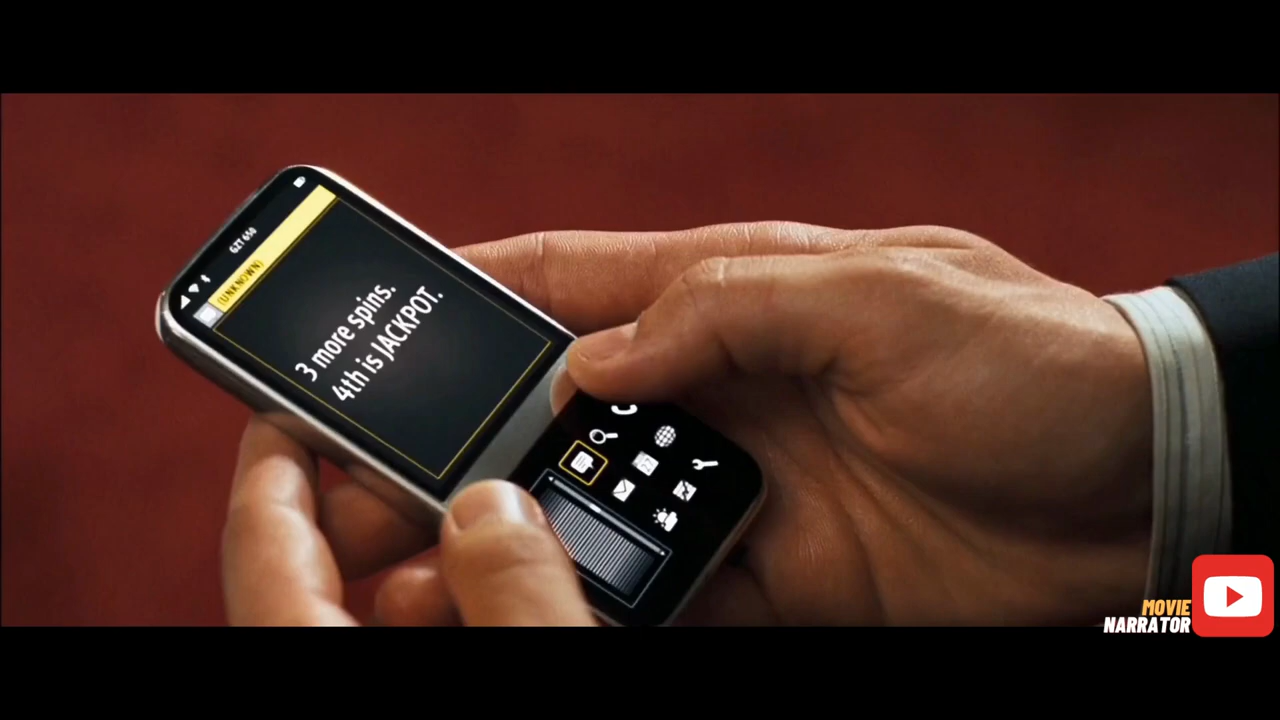 GZT 650
(UNKNOWN)
3 more spins.
4th is JACKPOT.
MOVIE
NARRATOR